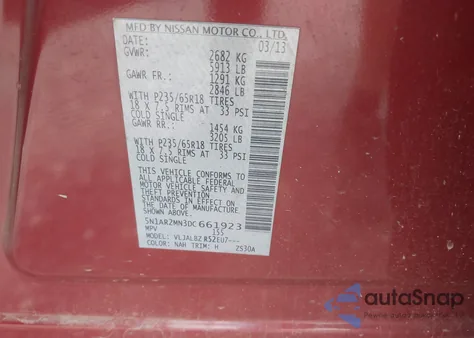 MFD BY NISSAN MOTOR CO., LTD.
DATE: 03/13
GVWR: 2682 KG
5913 LB
GAWR FR.: 1291 KG
2846 LB
WITH P235/65R18 TIRES
18 X 7.5 RIMS AT 33 PSI
COLD SINGLE
GAWR RR.: 1454 KG
3205 LB
WITH P235/65R18 TIRES
18 X 7.5 RIMS AT 33 PSI
COLD SINGLE
THIS VEHICLE CONFORMS TO
ALL APPLICABLE FEDERAL
MOTOR VEHICLE SAFETY AND
THEFT PREVENTION
STANDARDS IN EFFECT ON
THE DATE OF MANUFACTURE
SHOWN ABOVE.
5N1AR2MN3DC661923
MPV 155
MODEL: R52EU7---
COLOR: NAH TRIM: H 2530A
autoSnap